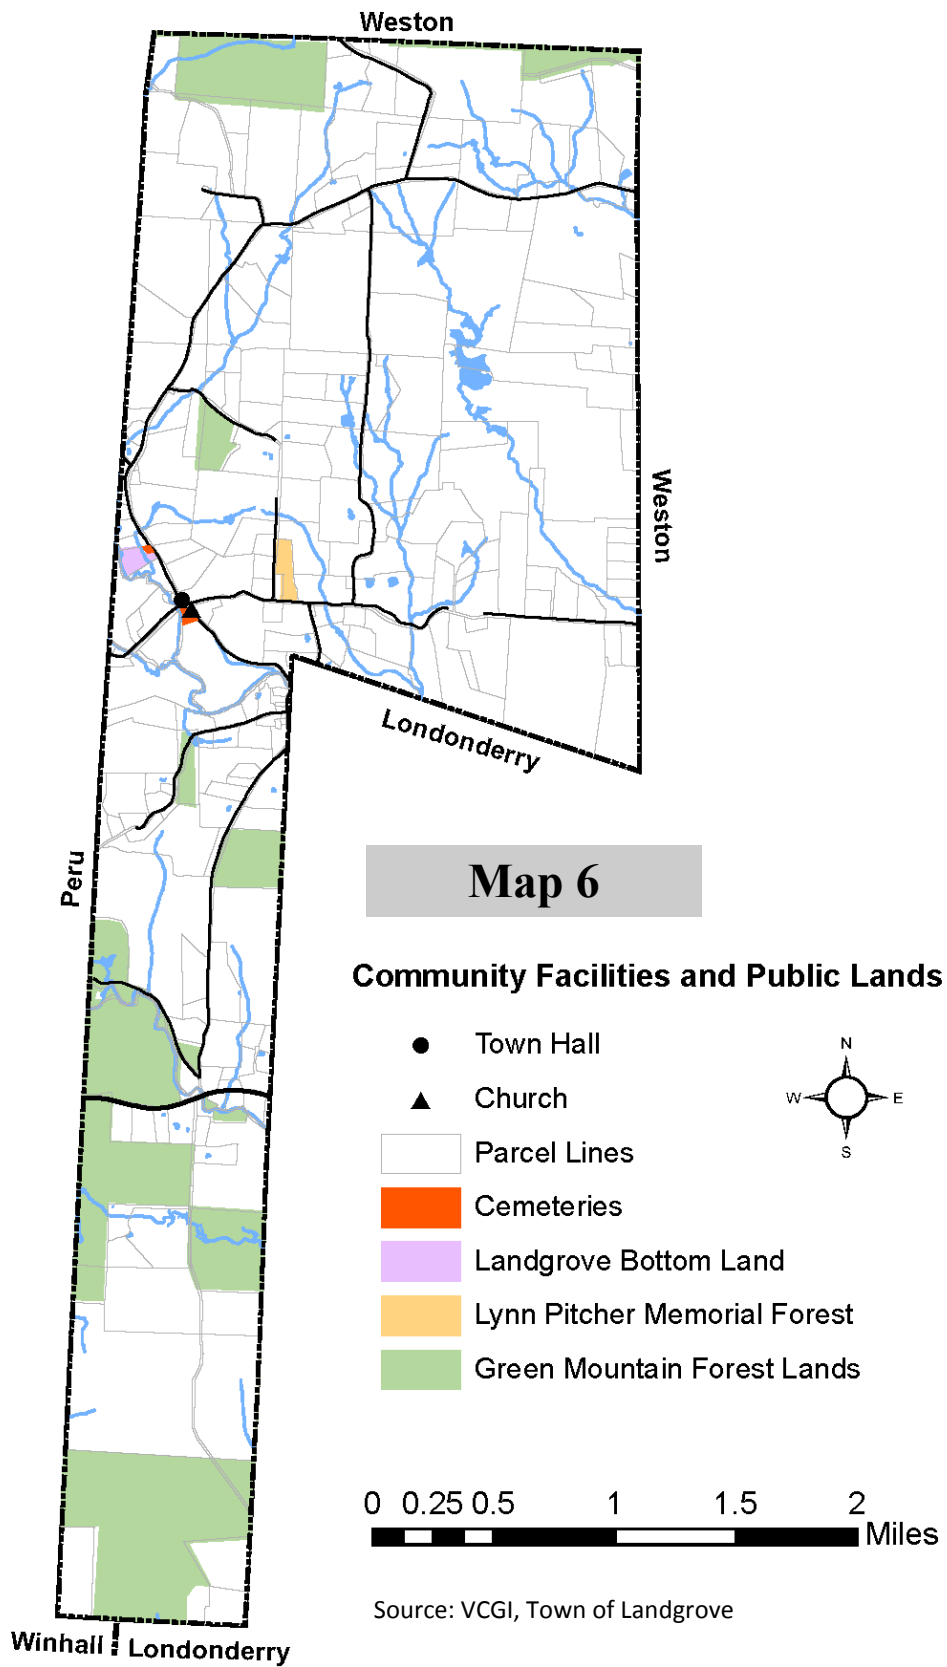 Weston
Weston
Londonderry
Peru
Map 6
Community Facilities and Public Lands
Town Hall
Church
Parcel Lines
Cemeteries
Landgrove Bottom Land
Lynn Pitcher Memorial Forest
Green Mountain Forest Lands
N
W E
S
0 0.25 0.5 1 1.5 2
Miles
Source: VCGI, Town of Landgrove
Winhall Londonderry